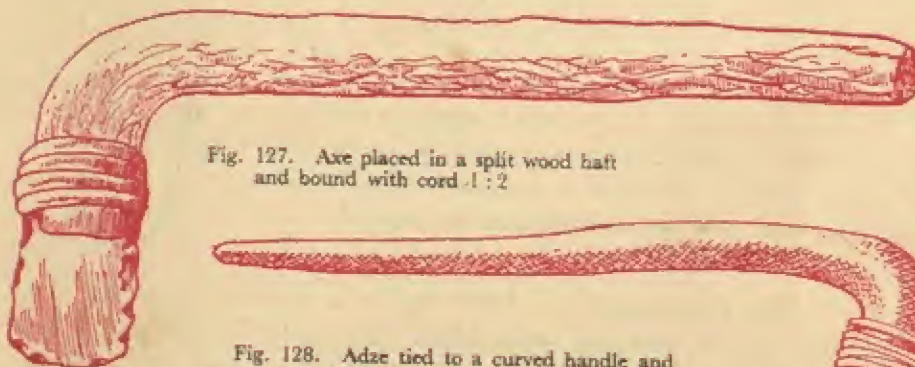 Fig. 127. Axe placed in a split wood haft
and bound with cord 1 : 2
Fig. 128. Adze tied to a curved handle and